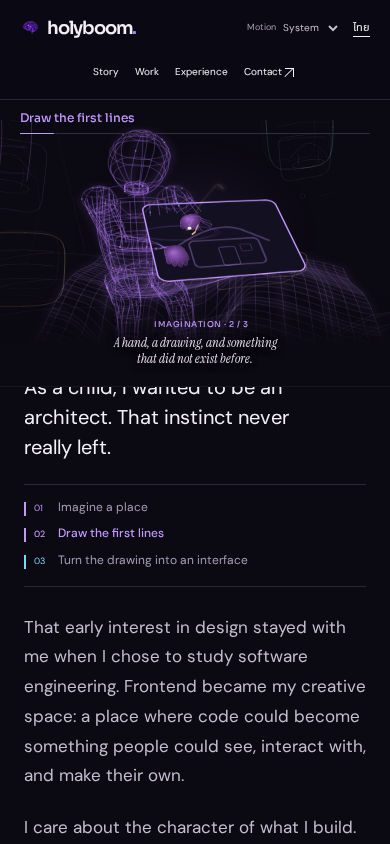 holyboom.
Motion System
ไทย
Story Work Experience Contact
Draw the first lines
IMAGINATION · 2 / 3
A hand, a drawing, and something
that did not exist before.
As a child, I wanted to be an
architect. That instinct never
really left.
01 Imagine a place
02 Draw the first lines
03 Turn the drawing into an interface
That early interest in design stayed with
me when I chose to study software
engineering. Frontend became my creative
space: a place where code could become
something people could see, interact with,
and make their own.
I care about the character of what I build.